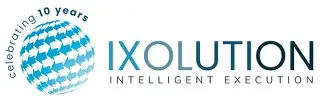 celebrating 10 years
IXOLUTION
INTELLIGENT EXECUTION